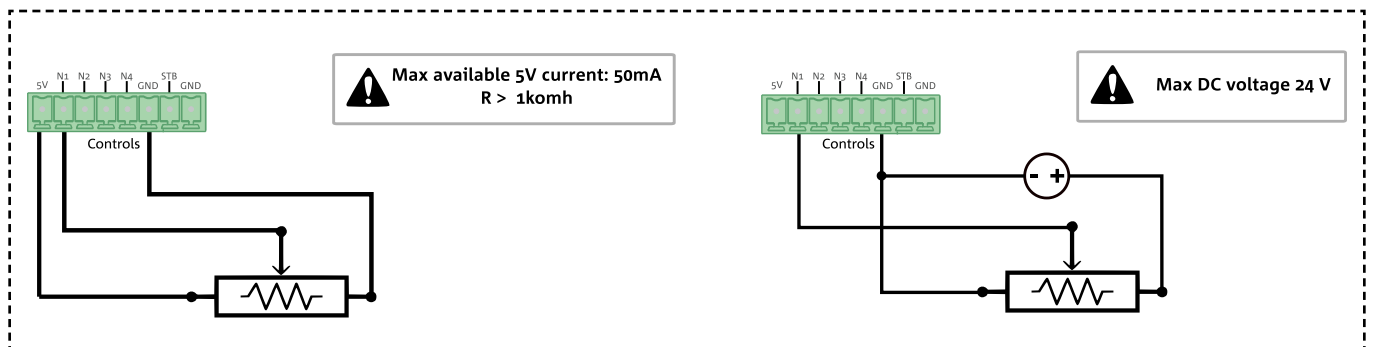 5V N1 N2 N3 N4 GND STB GND
Controls
Max available 5V current: 50mA
R > 1komh
5V N1 N2 N3 N4 GND STB GND
Controls
- +
Max DC voltage 24 V